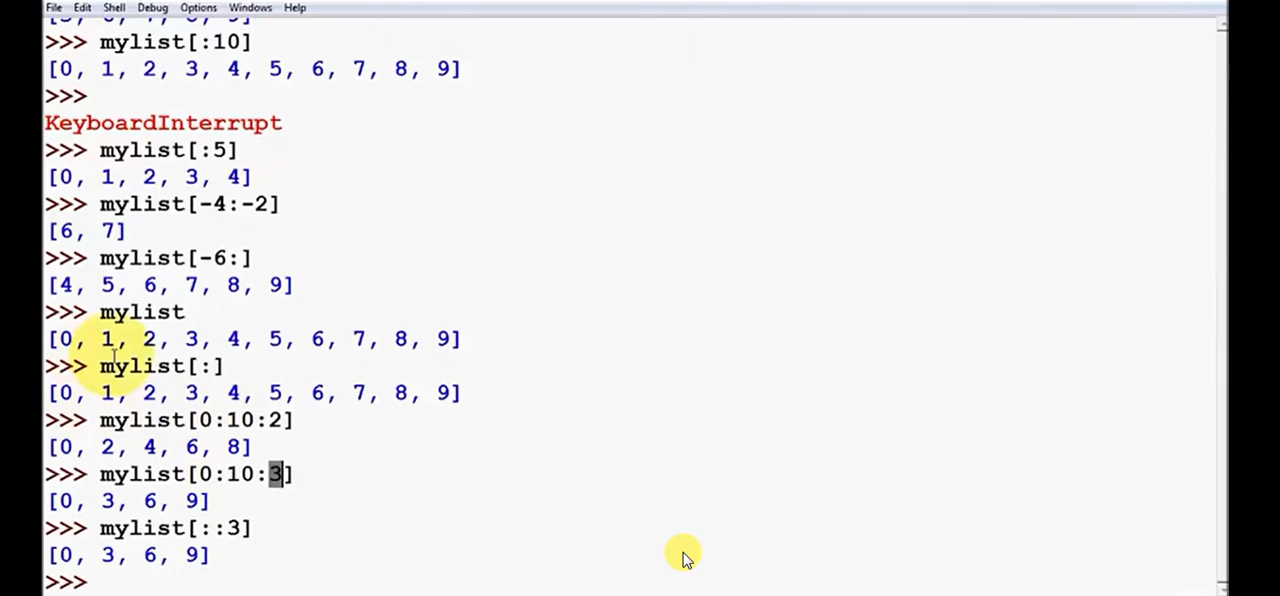 File Edit Shell Debug Options Windows Help
>>> mylist[:10]
[0, 1, 2, 3, 4, 5, 6, 7, 8, 9]
>>>
KeyboardInterrupt
>>> mylist[:5]
[0, 1, 2, 3, 4]
>>> mylist[-4:-2]
[6, 7]
>>> mylist[-6:]
[4, 5, 6, 7, 8, 9]
>>> mylist
[0, 1, 2, 3, 4, 5, 6, 7, 8, 9]
>>> mylist[:]
[0, 1, 2, 3, 4, 5, 6, 7, 8, 9]
>>> mylist[0:10:2]
[0, 2, 4, 6, 8]
>>> mylist[0:10:3]
[0, 3, 6, 9]
>>> mylist[::3]
[0, 3, 6, 9]
>>>